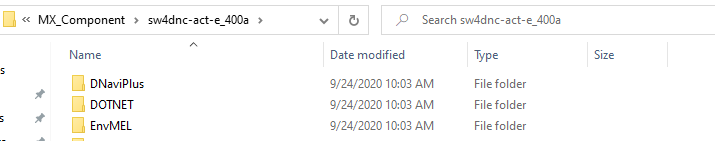 « MX_Component › sw4dnc-act-e_400a › Search sw4dnc-act-e_400a
Name Date modified Type Size
DNaviPlus 9/24/2020 10:03 AM File folder
DOTNET 9/24/2020 10:03 AM File folder
EnvMEL 9/24/2020 10:03 AM File folder